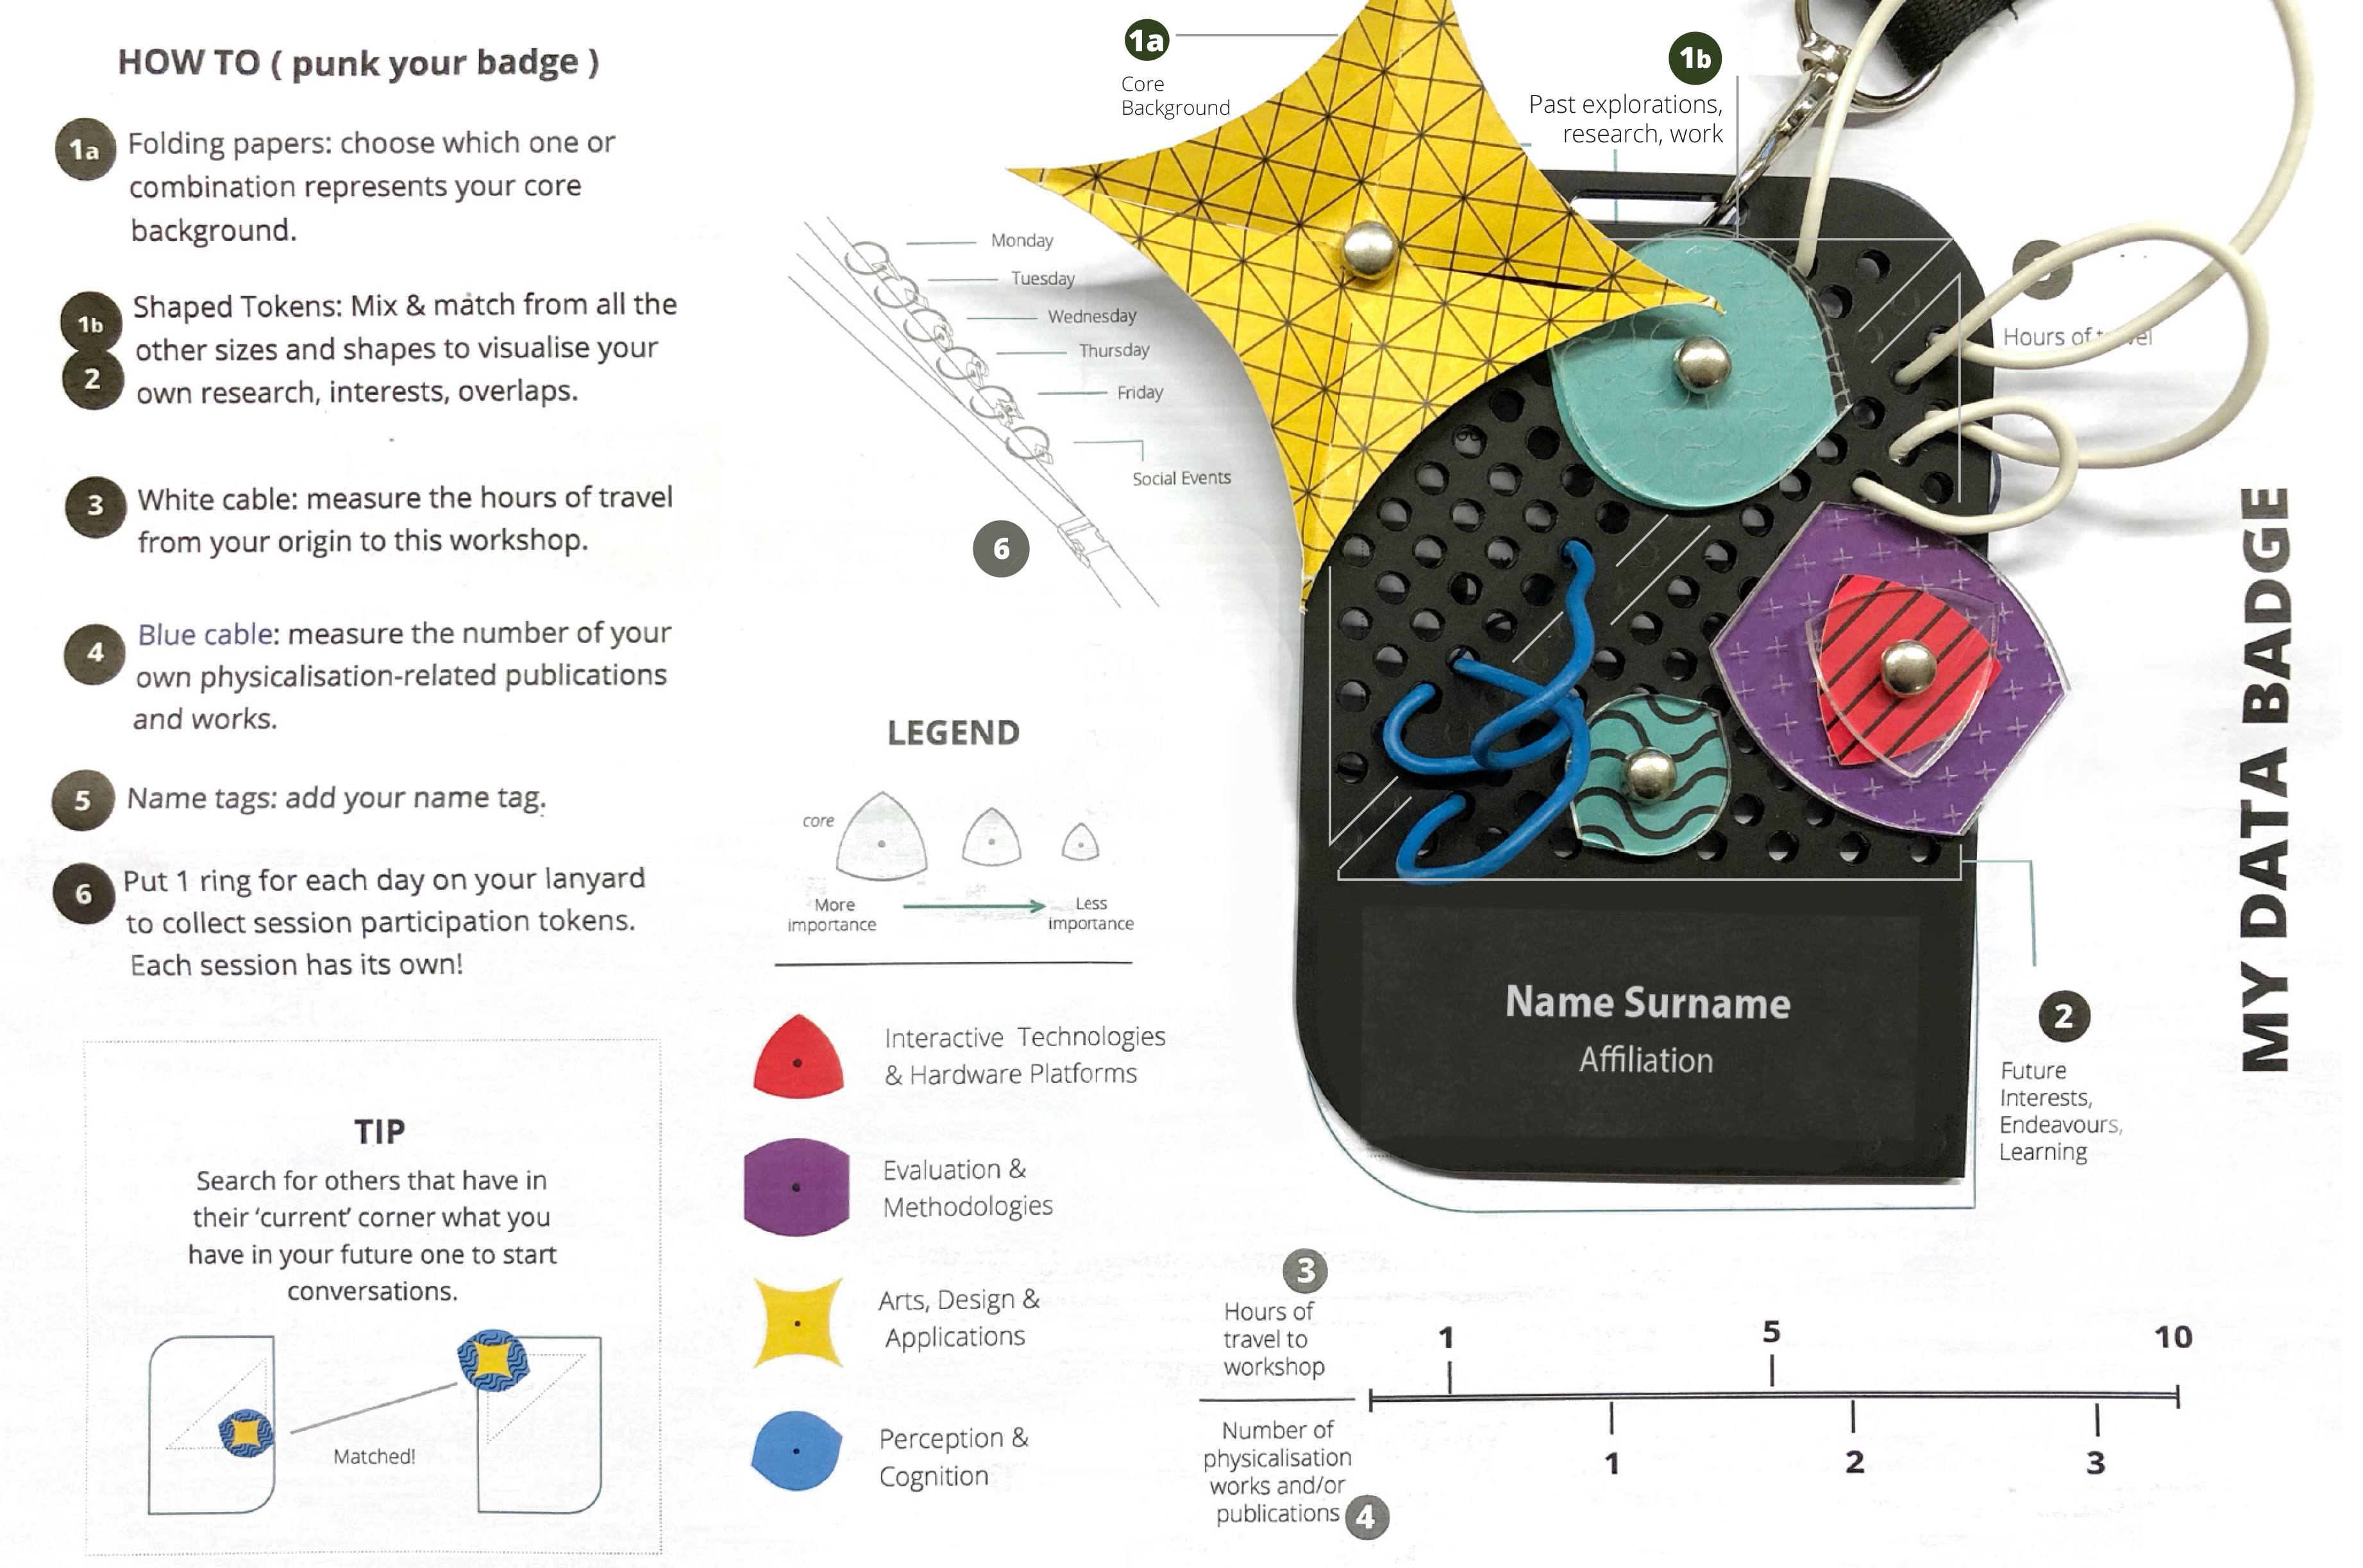 HOW TO ( punk your badge )
1a
Folding papers: choose which one or
combination represents your core
background.
1b
2
Shaped Tokens: Mix & match from all the
other sizes and shapes to visualise your
own research, interests, overlaps.
3
White cable: measure the hours of travel
from your origin to this workshop.
4
Blue cable: measure the number of your
own physicalisation-related publications
and works.
5
Name tags: add your name tag.
6
Put 1 ring for each day on your lanyard
to collect session participation tokens.
Each session has its own!
TIP
Search for others that have in
their ‘current’ corner what you
have in your future one to start
conversations.
Matched!
Monday
Tuesday
Wednesday
Thursday
Friday
Social Events
6
LEGEND
core
More
importance
Less
importance
Interactive Technologies
& Hardware Platforms
Evaluation &
Methodologies
Arts, Design &
Applications
Perception &
Cognition
1a
Core
Background
1b
Past explorations,
research, work
Hours of
Name Surname
Affiliation
2
Future
Interests,
Endeavours,
Learning
MY DATA BADGE
3
Hours of
travel to
workshop
1
5
10
Number of
physicalisation
works and/or
publications
4
1
2
3